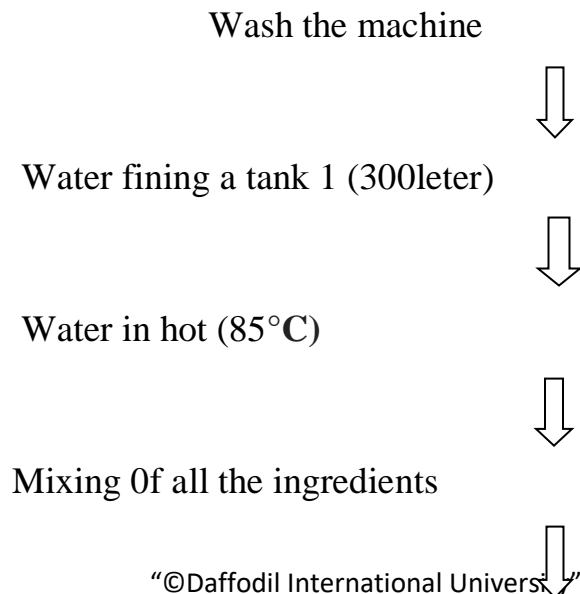 Wash the machine
Water fining a tank 1 (300leter)
Water in hot (85°C)
Mixing 0f all the ingredients
“©Daffodil International University”